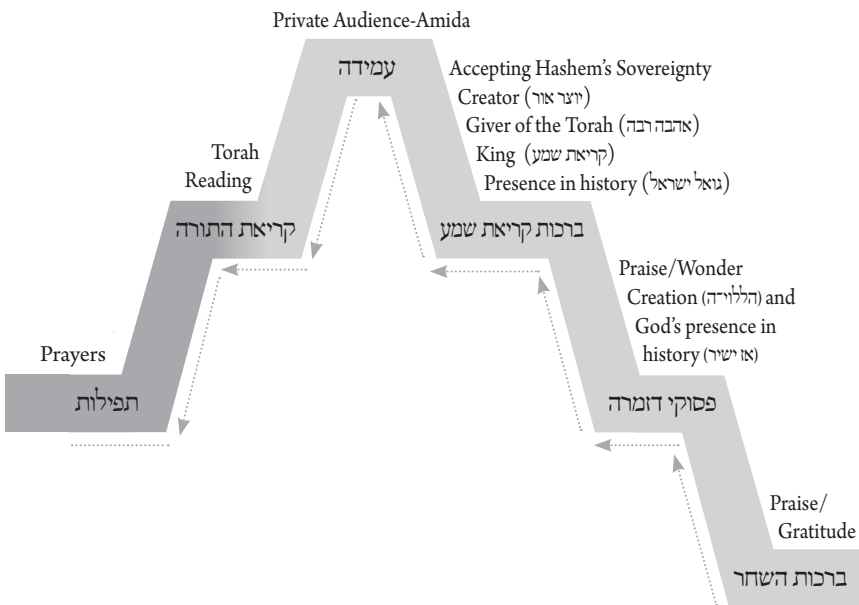 Private Audience-Amida
עמידה
Accepting Hashem's Sovereignty
Creator (יוצר אור)
Giver of the Torah (אהבה רבה)
King (קריאת שמע)
Presence in history (גואל ישראל)
Torah
Reading
קריאת התורה
ברכות קריאת שמע
Praise/Wonder
Creation (הללוי־ה) and
God's presence in
history (אז ישיר)
Prayers
תפילות
פסוקי דזמרה
Praise/
Gratitude
ברכות השחר